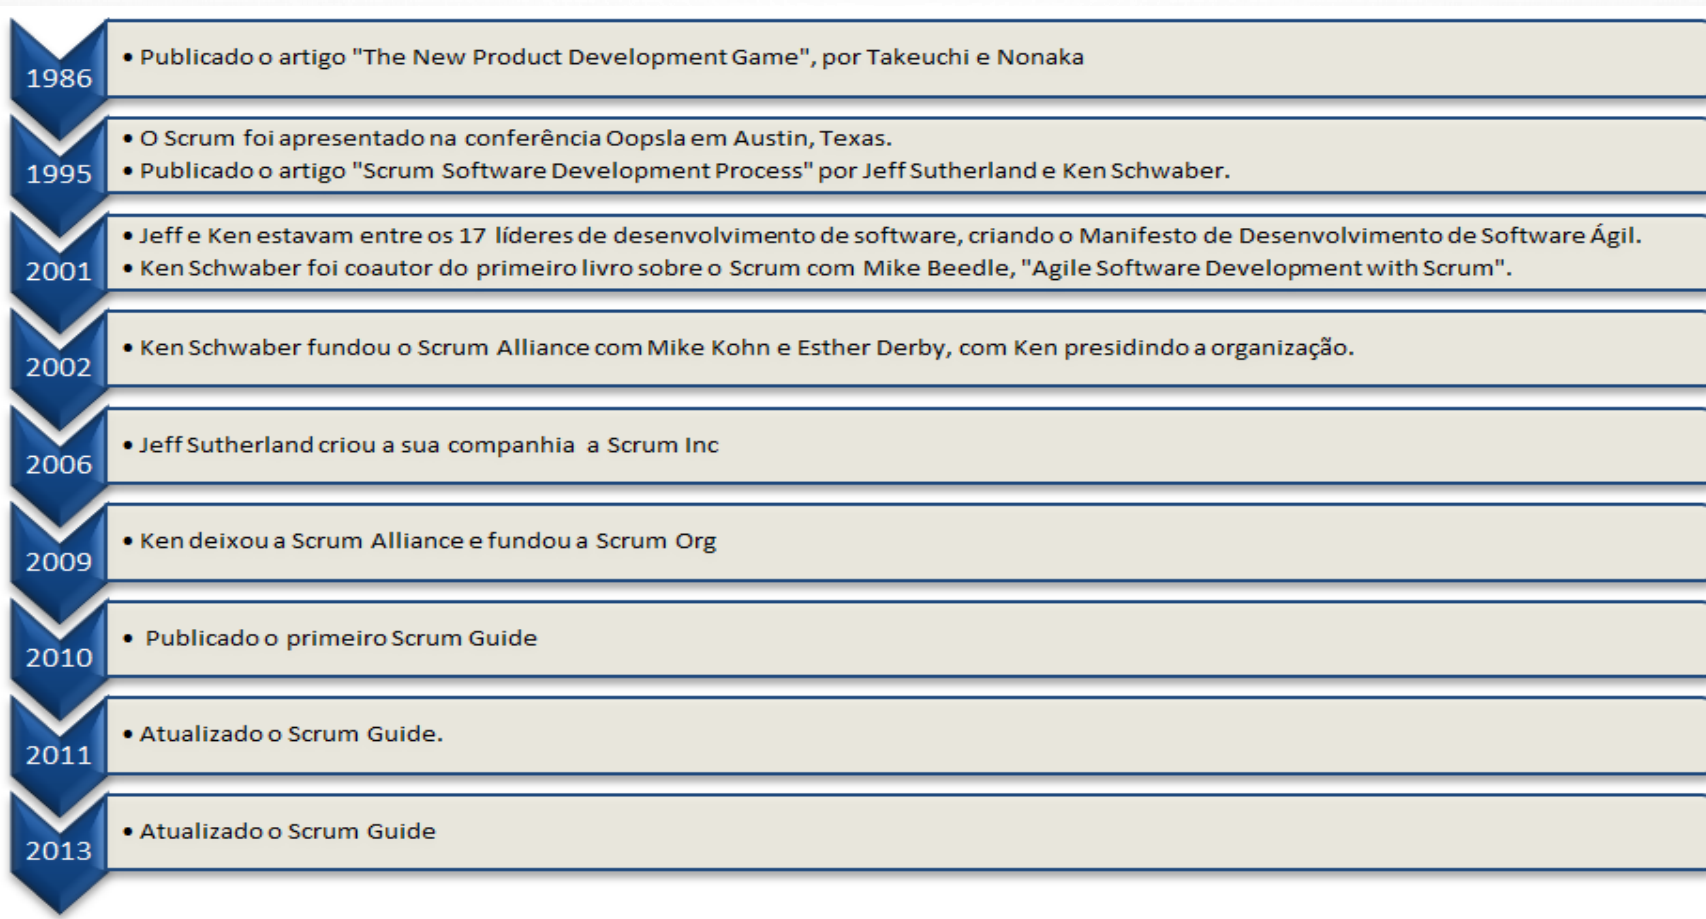 1986
• Publicado o artigo "The New Product Development Game", por Takeuchi e Nonaka
1995
• O Scrum foi apresentado na conferência Oopsla em Austin, Texas.
• Publicado o artigo "Scrum Software Development Process" por Jeff Sutherland e Ken Schwaber.
2001
• Jeff e Ken estavam entre os 17 líderes de desenvolvimento de software, criando o Manifesto de Desenvolvimento de Software Ágil.
• Ken Schwaber foi coautor do primeiro livro sobre o Scrum com Mike Beedle, "Agile Software Development with Scrum".
2002
• Ken Schwaber fundou o Scrum Alliance com Mike Kohn e Esther Derby, com Ken presidindo a organização.
2006
• Jeff Sutherland criou a sua companhia a Scrum Inc
2009
• Ken deixou a Scrum Alliance e fundou a Scrum Org
2010
• Publicado o primeiro Scrum Guide
2011
• Atualizado o Scrum Guide.
2013
• Atualizado o Scrum Guide